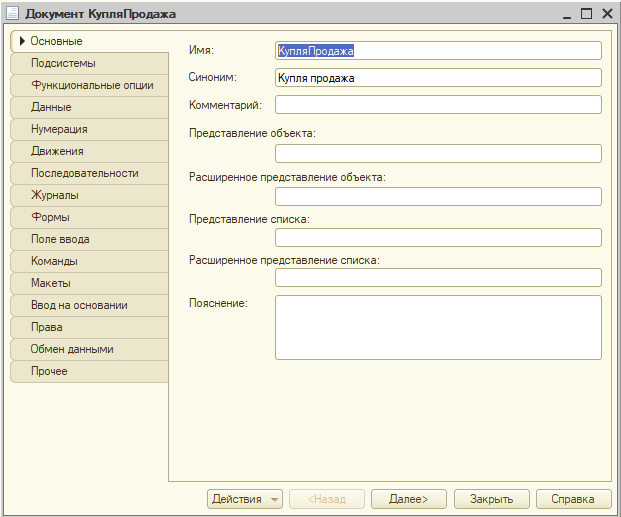 Документ КупляПродажа
Основные
Подсистемы
Функциональные опции
Данные
Нумерация
Движения
Последовательности
Журналы
Формы
Поле ввода
Команды
Макеты
Ввод на основании
Права
Обмен данными
Прочее
Имя: КупляПродажа
Синоним: Купля продажа
Комментарий:
Представление объекта:
Расширенное представление объекта:
Представление списка:
Расширенное представление списка:
Пояснение:
Действия <Назад Далее> Закрыть Справка